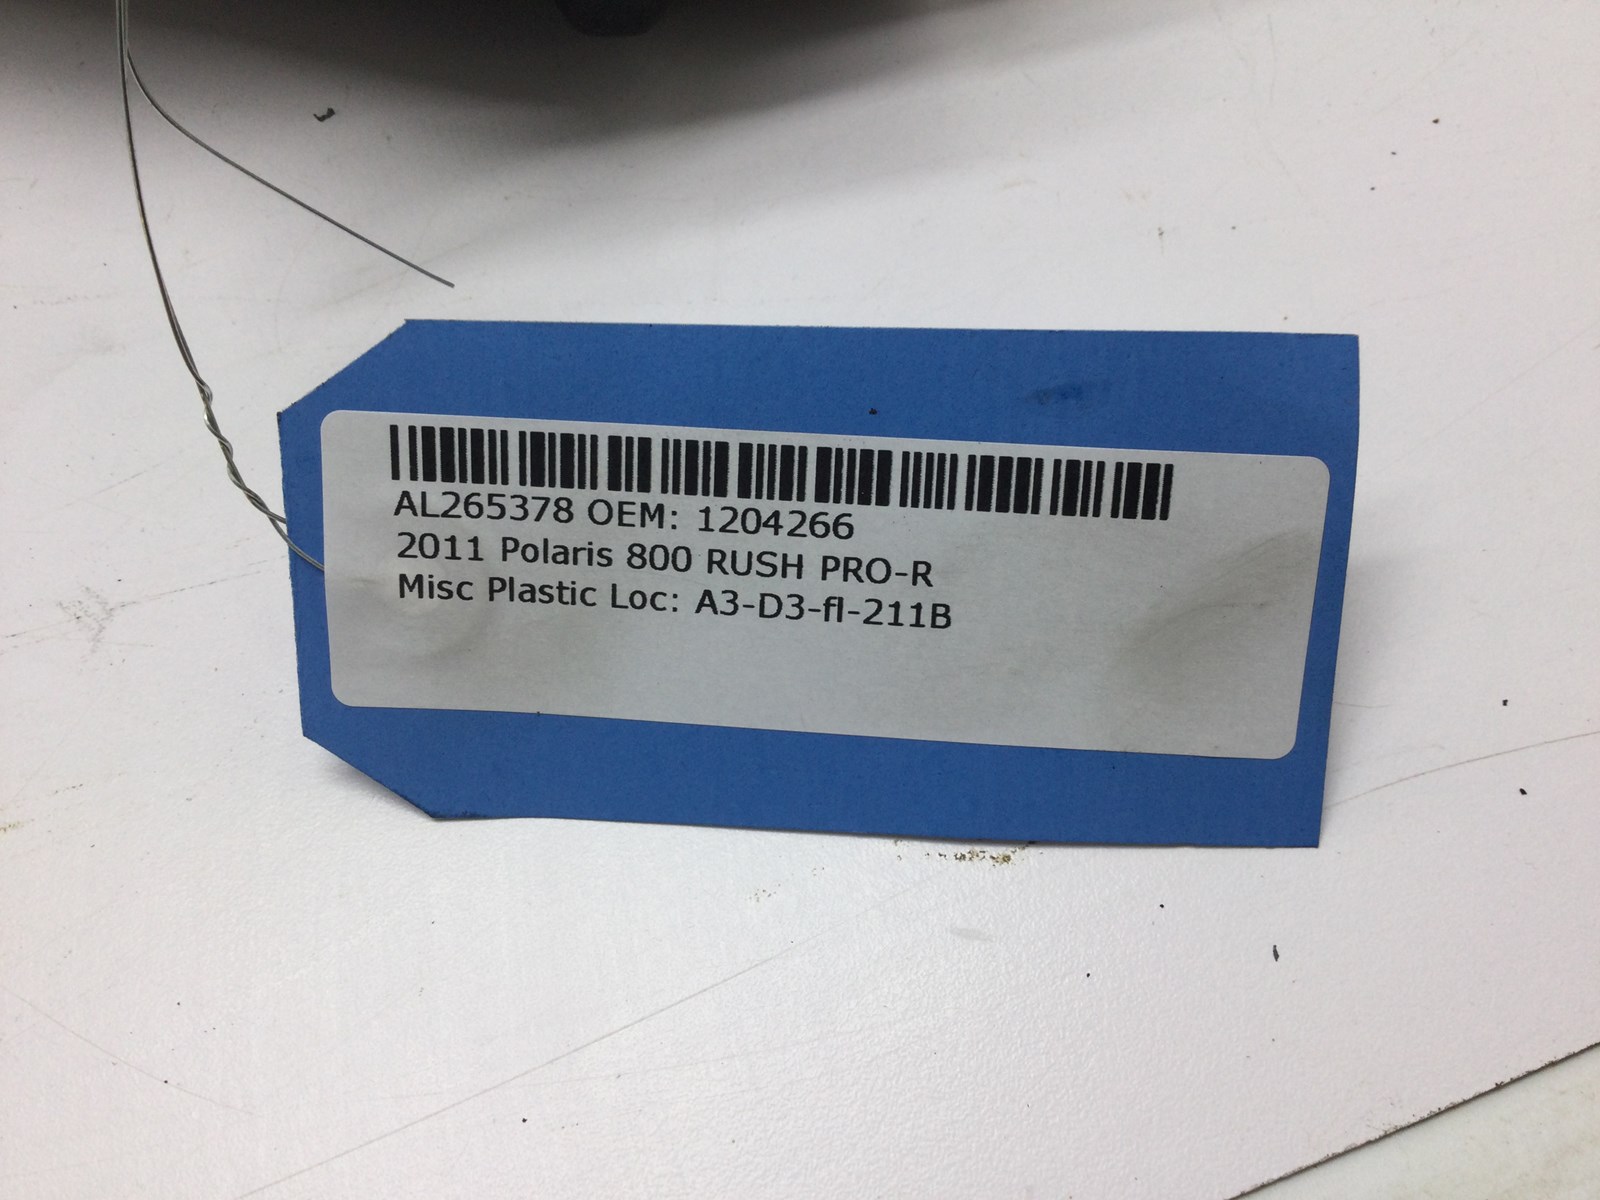 AL265378 OEM: 1204266
2011 Polaris 800 RUSH PRO-R
Misc Plastic Loc: A3-D3-fl-211B